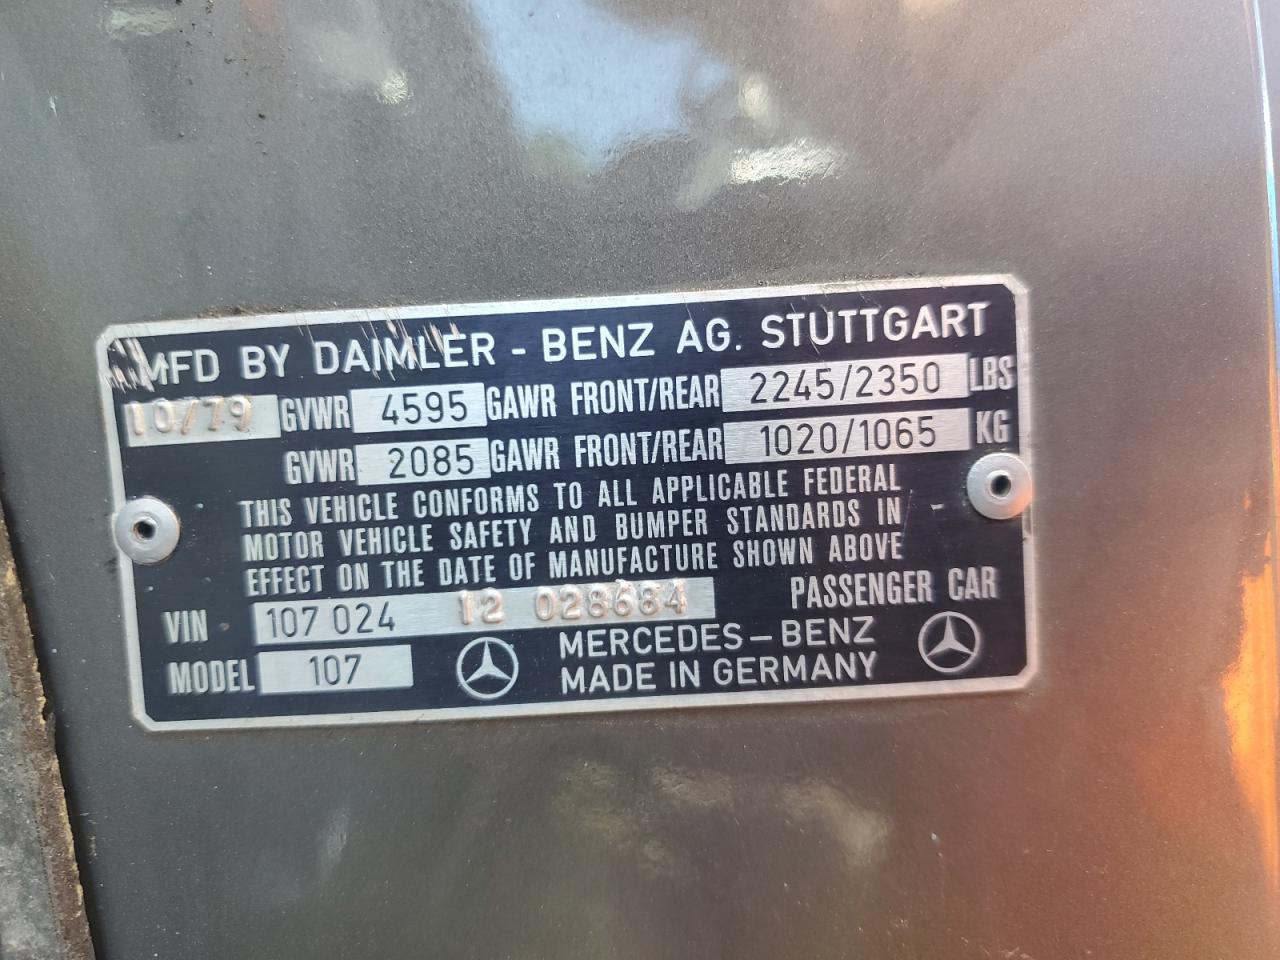 MFD BY DAIMLER - BENZ AG. STUTTGART
10/79 GVWR 4595 GAWR FRONT/REAR 2245/2350 LBS
GVWR 2085 GAWR FRONT/REAR 1020/1065 KG
THIS VEHICLE CONFORMS TO ALL APPLICABLE FEDERAL
MOTOR VEHICLE SAFETY AND BUMPER STANDARDS IN
EFFECT ON THE DATE OF MANUFACTURE SHOWN ABOVE
VIN 107 024 12 028684 PASSENGER CAR
MODEL 107 MERCEDES-BENZ
MADE IN GERMANY